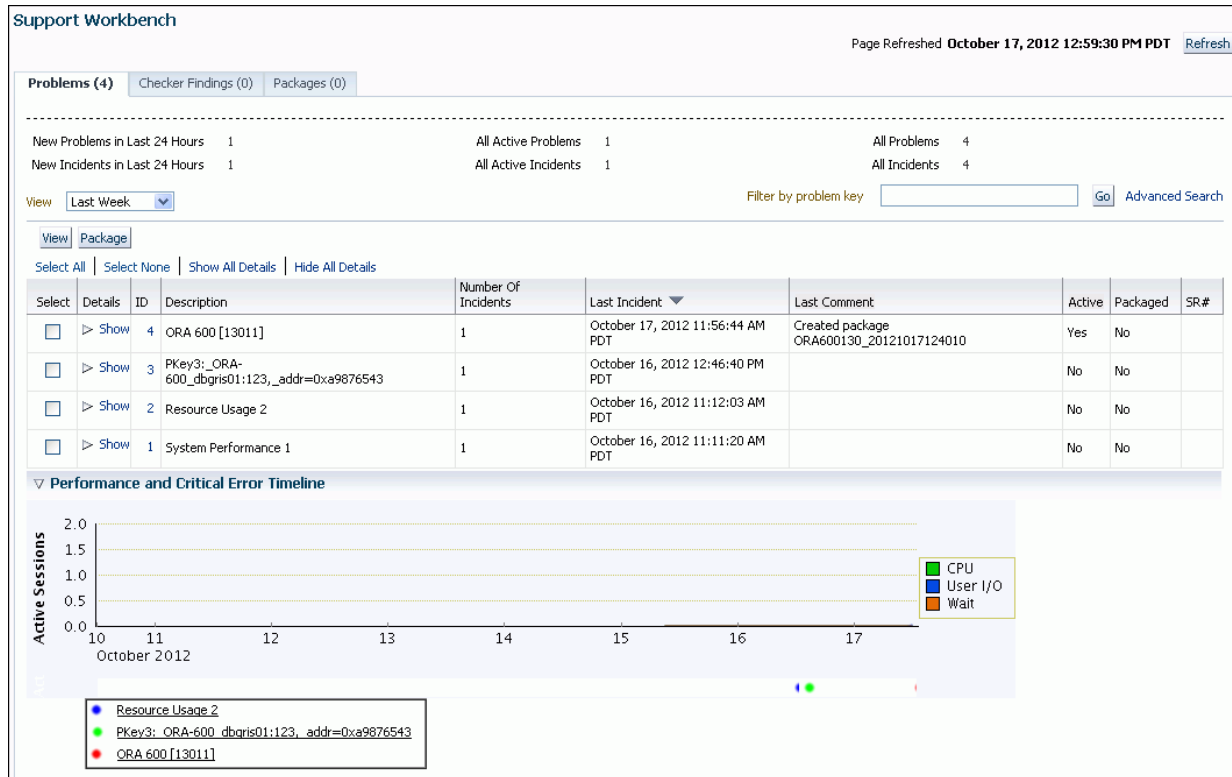 Support Workbench
Page Refreshed October 17, 2012 12:59:30 PM PDT Refresh
Problems (4) Checker Findings (0) Packages (0)
New Problems in Last 24 Hours 1 All Active Problems 1 All Problems 4
New Incidents in Last 24 Hours 1 All Active Incidents 1 All Incidents 4
View Last Week Filter by problem key Go Advanced Search
View Package
Select All | Select None | Show All Details | Hide All Details
Select Details ID Description Number Of Incidents Last Incident Last Comment Active Packaged SR#
Show 4 ORA 600 [13011] 1 October 17, 2012 11:56:44 AM PDT Created package ORA600130_20121017124010 Yes No
Show 3 PKey3:_ORA-600_dbgris01:123,_addr=0xa9876543 1 October 16, 2012 12:46:40 PM PDT No No
Show 2 Resource Usage 2 1 October 16, 2012 11:12:03 AM PDT No No
Show 1 System Performance 1 1 October 16, 2012 11:11:20 AM PDT No No
Performance and Critical Error Timeline
Active Sessions
2.0
1.5
1.0
0.5
0.0
10 11 12 13 14 15 16 17
October 2012
CPU
User I/O
Wait
Resource Usage 2
PKey3:_ORA-600_dbgris01:123,_addr=0xa9876543
ORA 600 [13011]